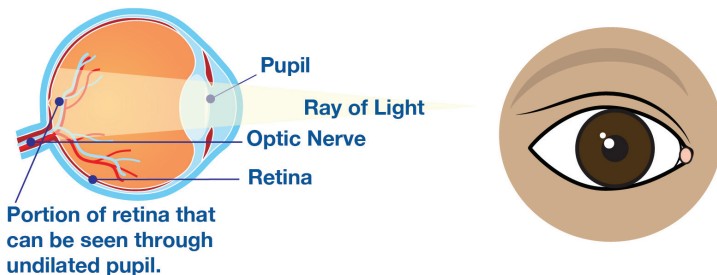 Pupil
Ray of Light
Optic Nerve
Retina
Portion of retina that
can be seen through
undilated pupil.